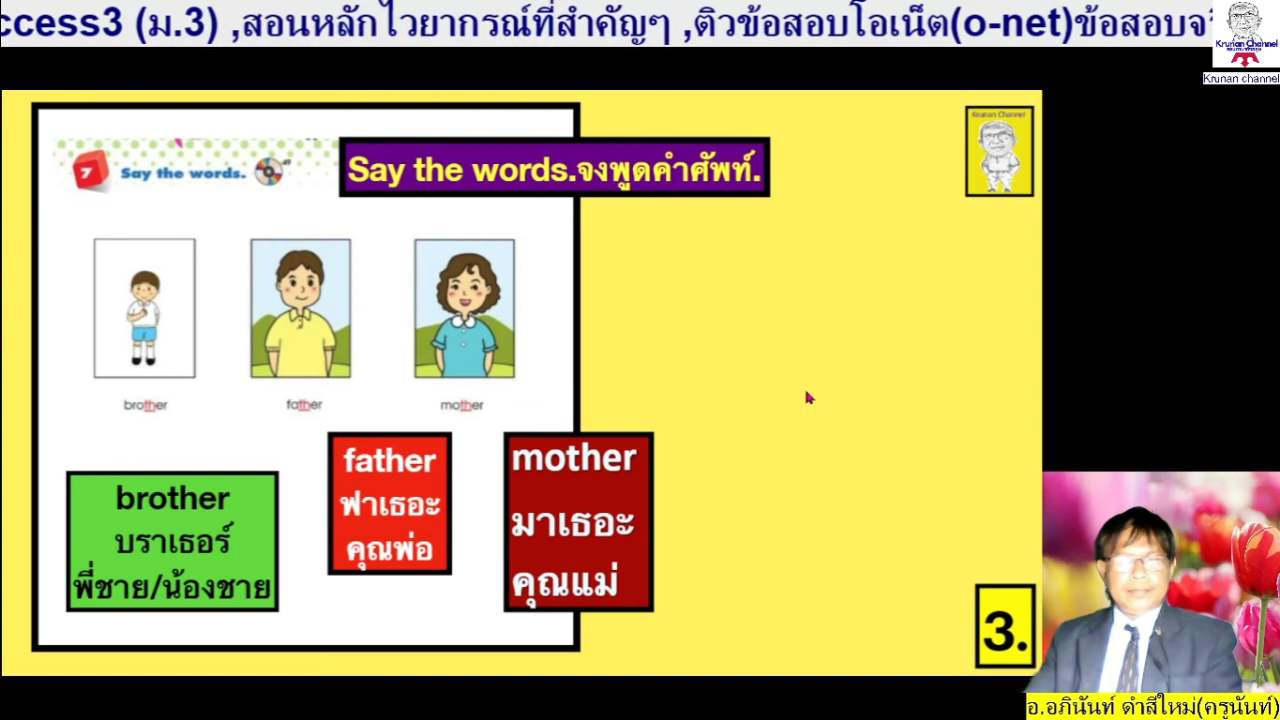 ccess3 (ม.3) ,สอนหลักไวยากรณ์ที่สำคัญๆ ,ติวข้อสอบโอเน็ต(o-net)ข้อสอบจ
Krunan Channel
Krunan channel
Krunan Channel
7 Say the words.
Say the words.จงพูดคำศัพท์.
brother
father
mother
brother
บราเธอร์
พี่ชาย/น้องชาย
father
ฟาเธอะ
คุณพ่อ
mother
มาเธอะ
คุณแม่
3.
อ.อภินันท์ ดำสีใหม่(ครูนันท์)